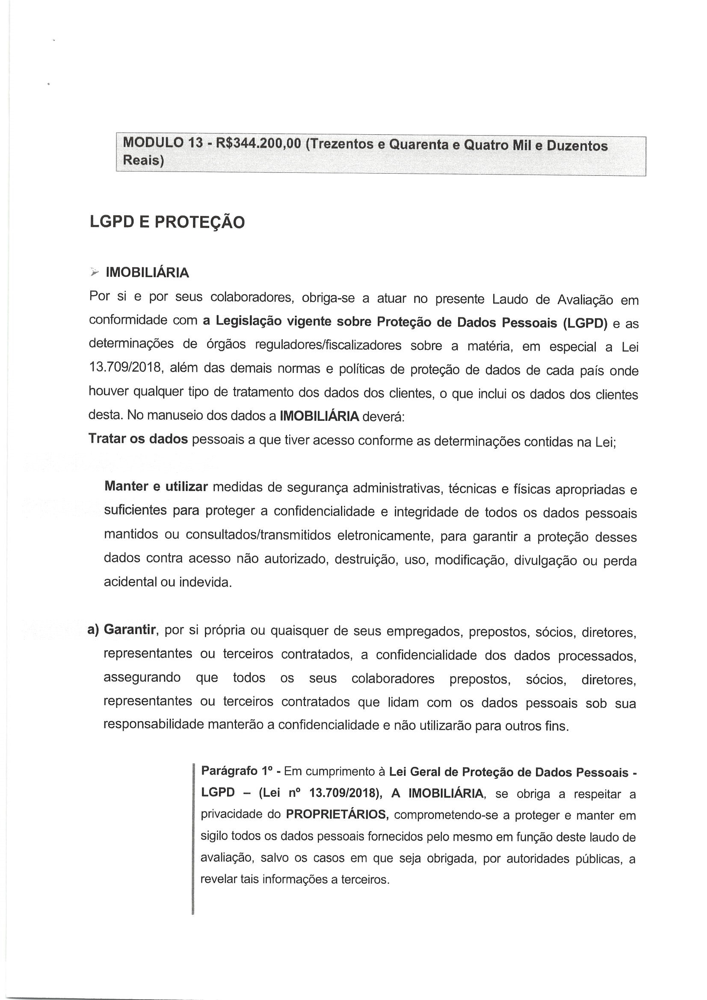 MODULO 13 - R$344.200,00 (Trezentos e Quarenta e Quatro Mil e Duzentos
Reais)
LGPD E PROTEÇÃO
➢ IMOBILIÁRIA
Por si e por seus colaboradores, obriga-se a atuar no presente Laudo de Avaliação em
conformidade com a Legislação vigente sobre Proteção de Dados Pessoais (LGPD) e as
determinações de órgãos reguladores/fiscalizadores sobre a matéria, em especial a Lei
13.709/2018, além das demais normas e políticas de proteção de dados de cada país onde
houver qualquer tipo de tratamento dos dados dos clientes, o que inclui os dados dos clientes
desta. No manuseio dos dados a IMOBILIÁRIA deverá:
Tratar os dados pessoais a que tiver acesso conforme as determinações contidas na Lei;
Manter e utilizar medidas de segurança administrativas, técnicas e físicas apropriadas e
suficientes para proteger a confidencialidade e integridade de todos os dados pessoais
mantidos ou consultados/transmitidos eletronicamente, para garantir a proteção desses
dados contra acesso não autorizado, destruição, uso, modificação, divulgação ou perda
acidental ou indevida.
a) Garantir, por si própria ou quaisquer de seus empregados, prepostos, sócios, diretores,
representantes ou terceiros contratados, a confidencialidade dos dados processados,
assegurando que todos os seus colaboradores prepostos, sócios, diretores,
representantes ou terceiros contratados que lidam com os dados pessoais sob sua
responsabilidade manterão a confidencialidade e não utilizarão para outros fins.
Parágrafo 1º - Em cumprimento à Lei Geral de Proteção de Dados Pessoais -
LGPD – (Lei nº 13.709/2018), A IMOBILIÁRIA, se obriga a respeitar a
privacidade do PROPRIETÁRIOS, comprometendo-se a proteger e manter em
sigilo todos os dados pessoais fornecidos pelo mesmo em função deste laudo de
avaliação, salvo os casos em que seja obrigada, por autoridades públicas, a
revelar tais informações a terceiros.